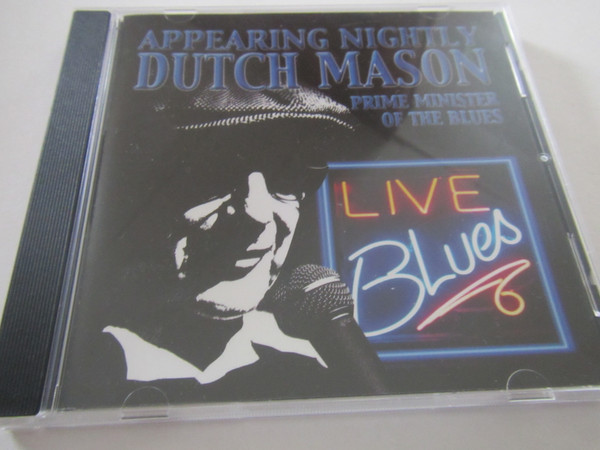 APPEARING NIGHTLY
DUTCH MASON
PRIME MINISTER
OF THE BLUES
LIVE
BLUES